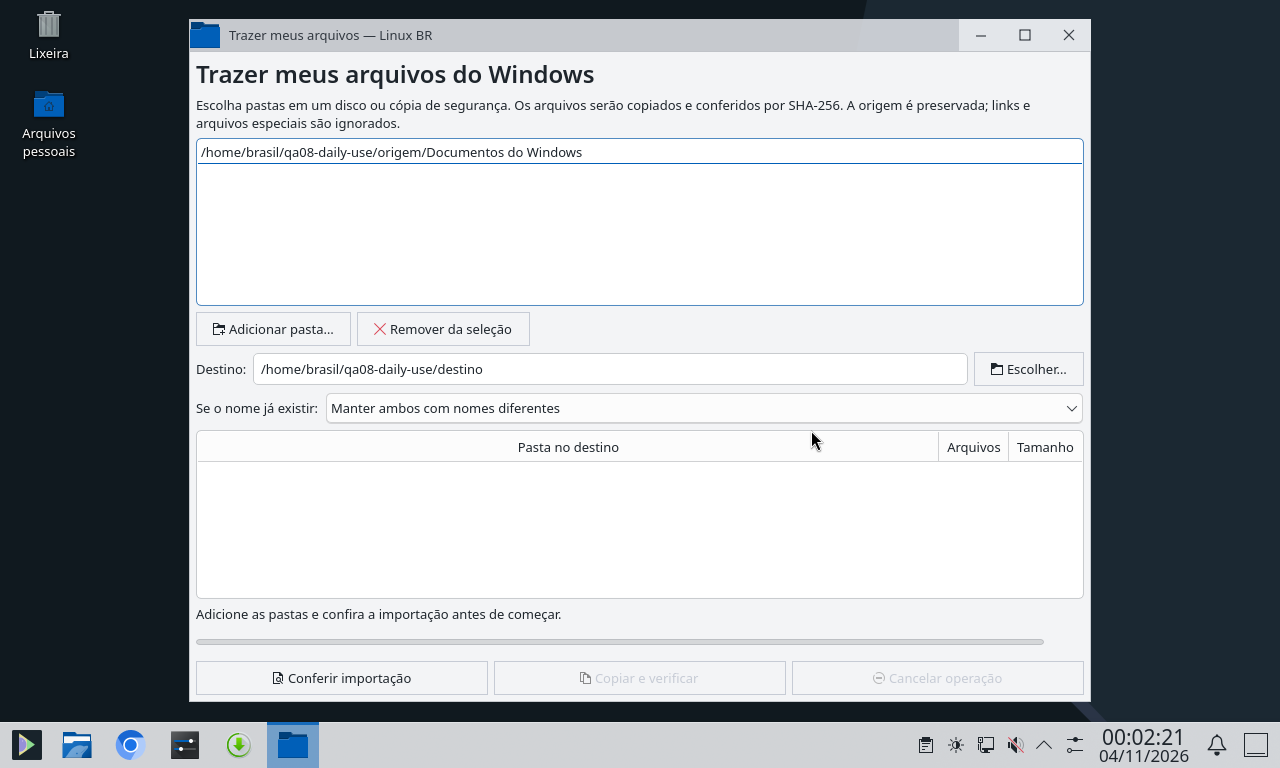 Lixeira
Arquivos
pessoais
Trazer meus arquivos — Linux BR
Trazer meus arquivos do Windows
Escolha pastas em um disco ou cópia de segurança. Os arquivos serão copiados e conferidos por SHA-256. A origem é preservada; links e
arquivos especiais são ignorados.
/home/brasil/qa08-daily-use/origem/Documentos do Windows
Adicionar pasta...
Remover da seleção
Destino:
/home/brasil/qa08-daily-use/destino
Escolher...
Se o nome já existir:
Manter ambos com nomes diferentes
Pasta no destino
Arquivos
Tamanho
Adicione as pastas e confira a importação antes de começar.
Conferir importação
Copiar e verificar
Cancelar operação
00:02:21
04/11/2026